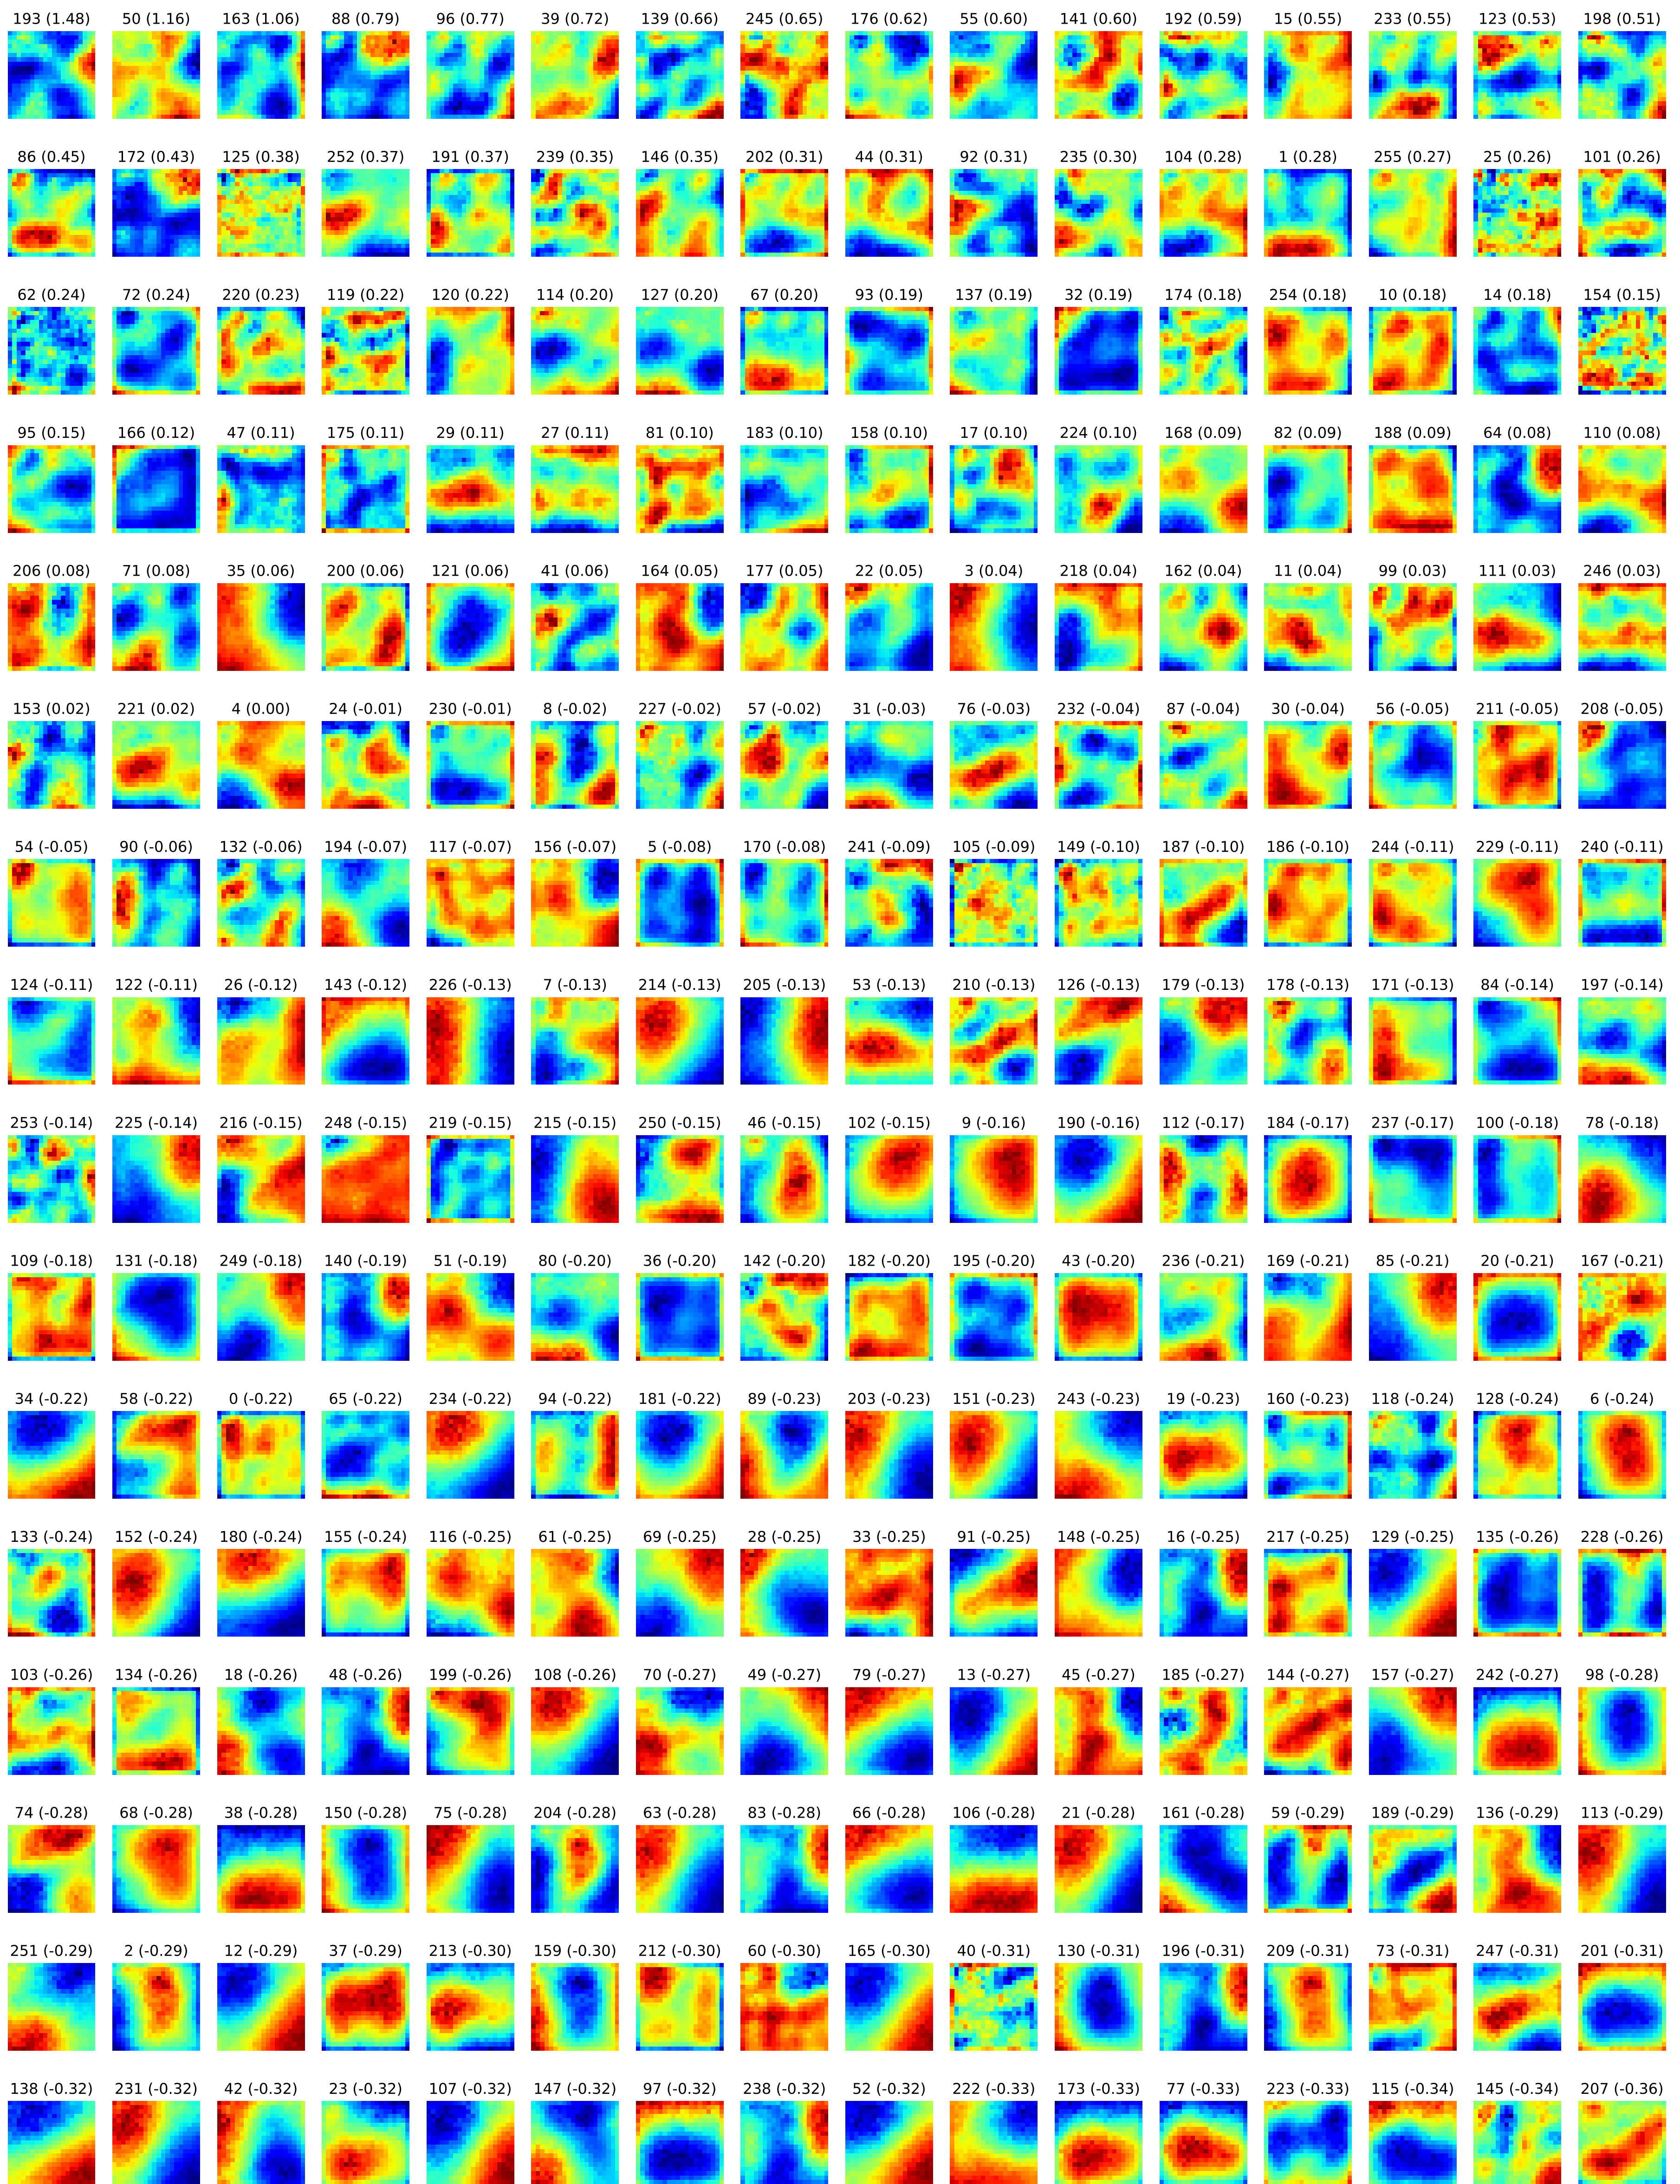 193 (1.48) 50 (1.16) 163 (1.06) 88 (0.79) 96 (0.77) 39 (0.72) 139 (0.66) 245 (0.65) 176 (0.62) 55 (0.60) 141 (0.60) 192 (0.59) 15 (0.55) 233 (0.55) 123 (0.53) 198 (0.51)
86 (0.45) 172 (0.43) 125 (0.38) 252 (0.37) 191 (0.37) 239 (0.35) 146 (0.35) 202 (0.31) 44 (0.31) 92 (0.31) 235 (0.30) 104 (0.28) 1 (0.28) 255 (0.27) 25 (0.26) 101 (0.26)
62 (0.24) 72 (0.24) 220 (0.23) 119 (0.22) 120 (0.22) 114 (0.20) 127 (0.20) 67 (0.20) 93 (0.19) 137 (0.19) 32 (0.19) 174 (0.18) 254 (0.18) 10 (0.18) 14 (0.18) 154 (0.15)
95 (0.15) 166 (0.12) 47 (0.11) 175 (0.11) 29 (0.11) 27 (0.11) 81 (0.10) 183 (0.10) 158 (0.10) 17 (0.10) 224 (0.10) 168 (0.09) 82 (0.09) 188 (0.09) 64 (0.08) 110 (0.08)
206 (0.08) 71 (0.08) 35 (0.06) 200 (0.06) 121 (0.06) 41 (0.06) 164 (0.05) 177 (0.05) 22 (0.05) 3 (0.04) 218 (0.04) 162 (0.04) 11 (0.04) 99 (0.03) 111 (0.03) 246 (0.03)
153 (0.02) 221 (0.02) 4 (0.00) 24 (-0.01) 230 (-0.01) 8 (-0.02) 227 (-0.02) 57 (-0.02) 31 (-0.03) 76 (-0.03) 232 (-0.04) 87 (-0.04) 30 (-0.04) 56 (-0.05) 211 (-0.05) 208 (-0.05)
54 (-0.05) 90 (-0.06) 132 (-0.06) 194 (-0.07) 117 (-0.07) 156 (-0.07) 5 (-0.08) 170 (-0.08) 241 (-0.09) 105 (-0.09) 149 (-0.10) 187 (-0.10) 186 (-0.10) 244 (-0.11) 229 (-0.11) 240 (-0.11)
124 (-0.11) 122 (-0.11) 26 (-0.12) 143 (-0.12) 226 (-0.13) 7 (-0.13) 214 (-0.13) 205 (-0.13) 53 (-0.13) 210 (-0.13) 126 (-0.13) 179 (-0.13) 178 (-0.13) 171 (-0.13) 84 (-0.14) 197 (-0.14)
253 (-0.14) 225 (-0.14) 216 (-0.15) 248 (-0.15) 219 (-0.15) 215 (-0.15) 250 (-0.15) 46 (-0.15) 102 (-0.15) 9 (-0.16) 190 (-0.16) 112 (-0.17) 184 (-0.17) 237 (-0.17) 100 (-0.18) 78 (-0.18)
109 (-0.18) 131 (-0.18) 249 (-0.18) 140 (-0.19) 51 (-0.19) 80 (-0.20) 36 (-0.20) 142 (-0.20) 182 (-0.20) 195 (-0.20) 43 (-0.20) 236 (-0.21) 169 (-0.21) 85 (-0.21) 20 (-0.21) 167 (-0.21)
34 (-0.22) 58 (-0.22) 0 (-0.22) 65 (-0.22) 234 (-0.22) 94 (-0.22) 181 (-0.22) 89 (-0.23) 203 (-0.23) 151 (-0.23) 243 (-0.23) 19 (-0.23) 160 (-0.23) 118 (-0.24) 128 (-0.24) 6 (-0.24)
133 (-0.24) 152 (-0.24) 180 (-0.24) 155 (-0.24) 116 (-0.25) 61 (-0.25) 69 (-0.25) 28 (-0.25) 33 (-0.25) 91 (-0.25) 148 (-0.25) 16 (-0.25) 217 (-0.25) 129 (-0.25) 135 (-0.26) 228 (-0.26)
103 (-0.26) 134 (-0.26) 18 (-0.26) 48 (-0.26) 199 (-0.26) 108 (-0.26) 70 (-0.27) 49 (-0.27) 79 (-0.27) 13 (-0.27) 45 (-0.27) 185 (-0.27) 144 (-0.27) 157 (-0.27) 242 (-0.27) 98 (-0.28)
74 (-0.28) 68 (-0.28) 38 (-0.28) 150 (-0.28) 75 (-0.28) 204 (-0.28) 63 (-0.28) 83 (-0.28) 66 (-0.28) 106 (-0.28) 21 (-0.28) 161 (-0.28) 59 (-0.29) 189 (-0.29) 136 (-0.29) 113 (-0.29)
251 (-0.29) 2 (-0.29) 12 (-0.29) 37 (-0.29) 213 (-0.30) 159 (-0.30) 212 (-0.30) 60 (-0.30) 165 (-0.30) 40 (-0.31) 130 (-0.31) 196 (-0.31) 209 (-0.31) 73 (-0.31) 247 (-0.31) 201 (-0.31)
138 (-0.32) 231 (-0.32) 42 (-0.32) 23 (-0.32) 107 (-0.32) 147 (-0.32) 97 (-0.32) 238 (-0.32) 52 (-0.32) 222 (-0.33) 173 (-0.33) 77 (-0.33) 223 (-0.33) 115 (-0.34) 145 (-0.34) 207 (-0.36)